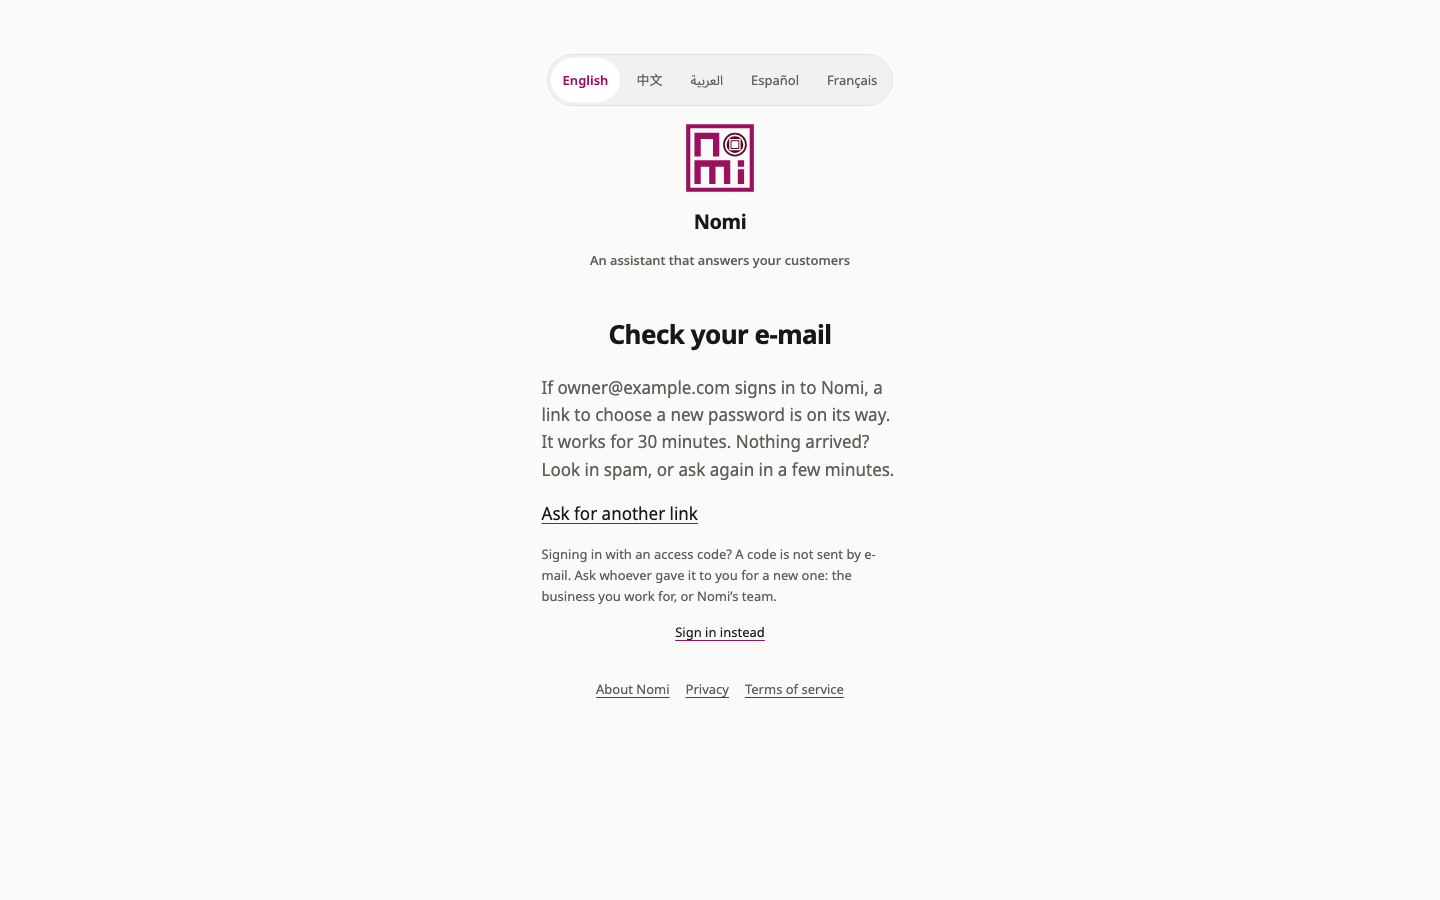 English
中文
العربية
Español
Français
nomi
Nomi
An assistant that answers your customers
Check your e-mail
If owner@example.com signs in to Nomi, a
link to choose a new password is on its way.
It works for 30 minutes. Nothing arrived?
Look in spam, or ask again in a few minutes.
Ask for another link
Signing in with an access code? A code is not sent by e-
mail. Ask whoever gave it to you for a new one: the
business you work for, or Nomi’s team.
Sign in instead
About Nomi
Privacy
Terms of service